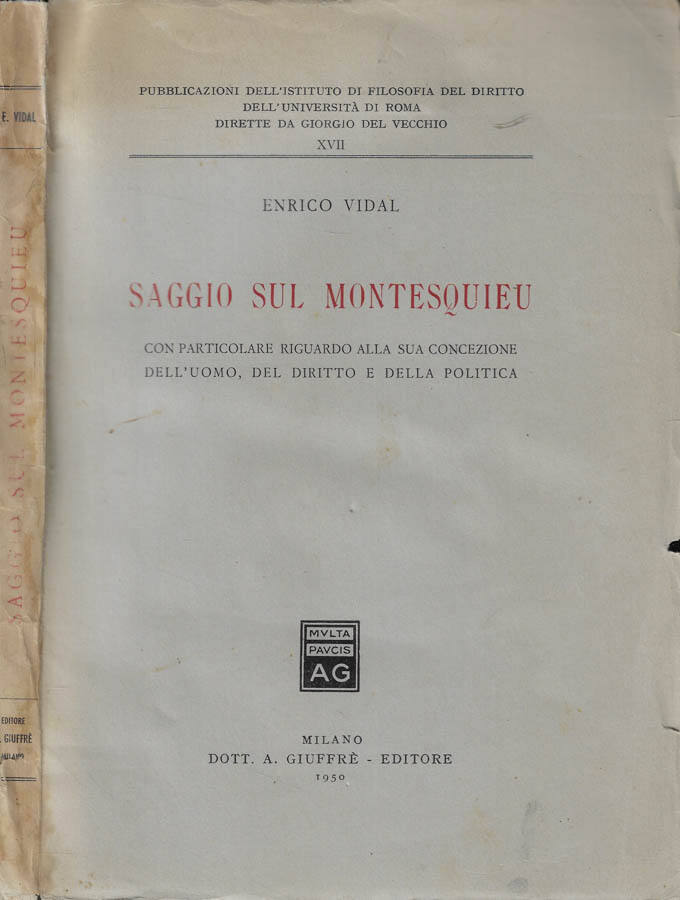 PUBBLICAZIONI DELL'ISTITUTO DI FILOSOFIA DEL DIRITTO
DELL'UNIVERSITÀ DI ROMA
DIRETTE DA GIORGIO DEL VECCHIO
XVII
ENRICO VIDAL
SAGGIO SUL MONTESQUIEU
CON PARTICOLARE RIGUARDO ALLA SUA CONCEZIONE
DELL'UOMO, DEL DIRITTO E DELLA POLITICA
MVLTA
PAVCIS
AG
MILANO
DOTT. A. GIUFFRÈ - EDITORE
1950
E. VIDAL
SAGGIO SUL MONTESQUIEU
EDITORE
. GIUFFRÈ
MILANO